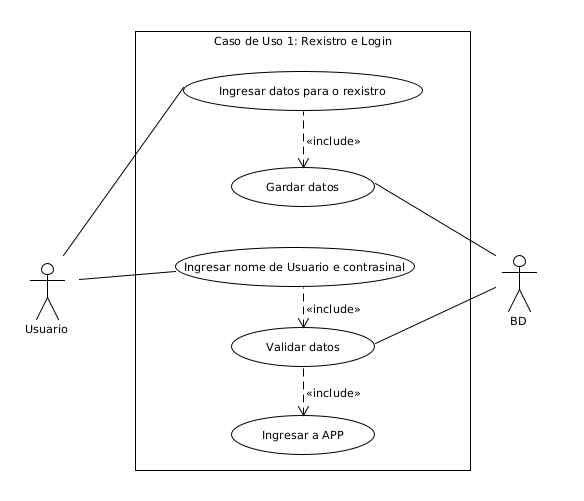 Caso de Uso 1: Rexistro e Login
Ingresar datos para o rexistro
«include»
Gardar datos
Ingresar nome de Usuario e contrasinal
«include»
Validar datos
«include»
Ingresar a APP
Usuario
BD